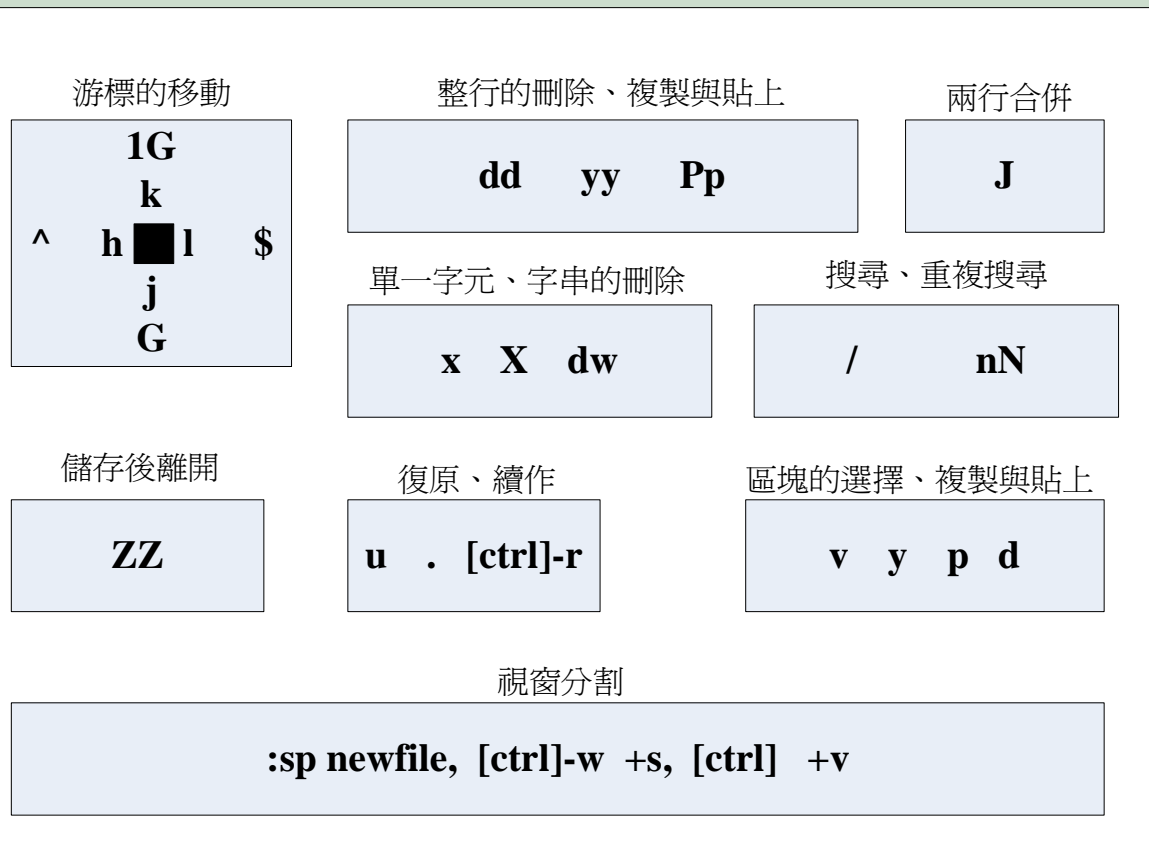 游標的移動
1G
k
^ h l $
j
G
整行的刪除、複製與貼上
dd yy Pp
兩行合併
J
單一字元、字串的刪除
x X dw
搜尋、重複搜尋
/ nN
儲存後離開
ZZ
復原、續作
u . [ctrl]-r
區塊的選擇、複製與貼上
v y p d
視窗分割
:sp newfile, [ctrl]-w +s, [ctrl] +v